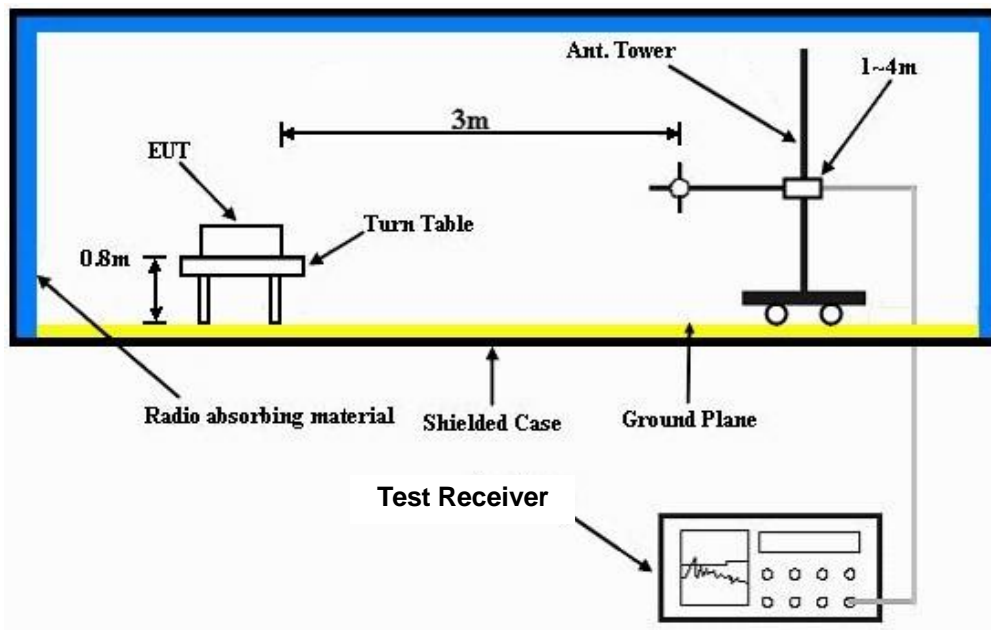 Ant. Tower
1~4m
3m
EUT
Turn Table
0.8m
Radio absorbing material
Shielded Case
Ground Plane
Test Receiver